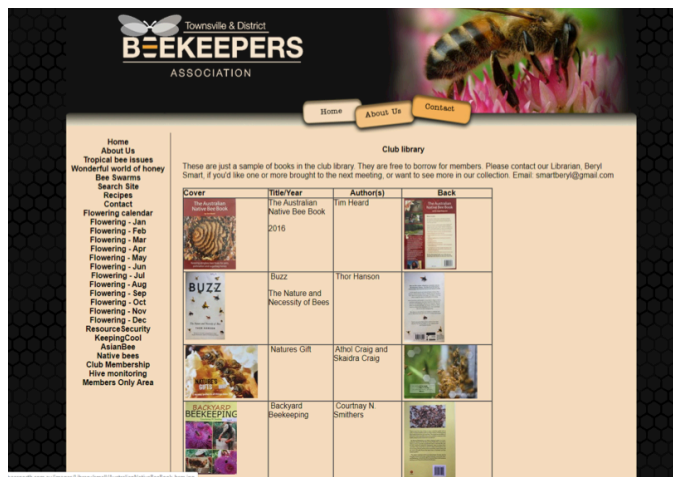 Townsville & District
BEEKEEPERS
ASSOCIATION
Home
About Us
Contact
Home
About Us
Tropical bee issues
Wonderful world of honey
Bee Swarms
Search Site
Recipes
Contact
Flowering calendar
Flowering - Jan
Flowering - Feb
Flowering - Mar
Flowering - Apr
Flowering - May
Flowering - Jun
Flowering - Jul
Flowering - Aug
Flowering - Sep
Flowering - Oct
Flowering - Nov
Flowering - Dec
ResourceSecurity
KeepingCool
AsianBee
Native bees
Club Membership
Hive monitoring
Members Only Area
Club library
These are just a sample of books in the club library. They are free to borrow for members. Please contact our Librarian, Beryl
Smart, if you'd like one or more brought to the next meeting, or want to see more in our collection. Email: smartberyl@gmail.com
Cover Title/Year Author(s) Back
The Australian
Native Bee Book
The Australian
Native Bee Book
2016
Tim Heard
BUZZ
Buzz
The Nature and
Necessity of Bees
Thor Hanson
NATURE'S
Natures Gift
Athol Craig and
Skaidra Craig
BACKYARD
BEEKEEPING
Backyard
Beekeeping
Courtnay N.
Smithers